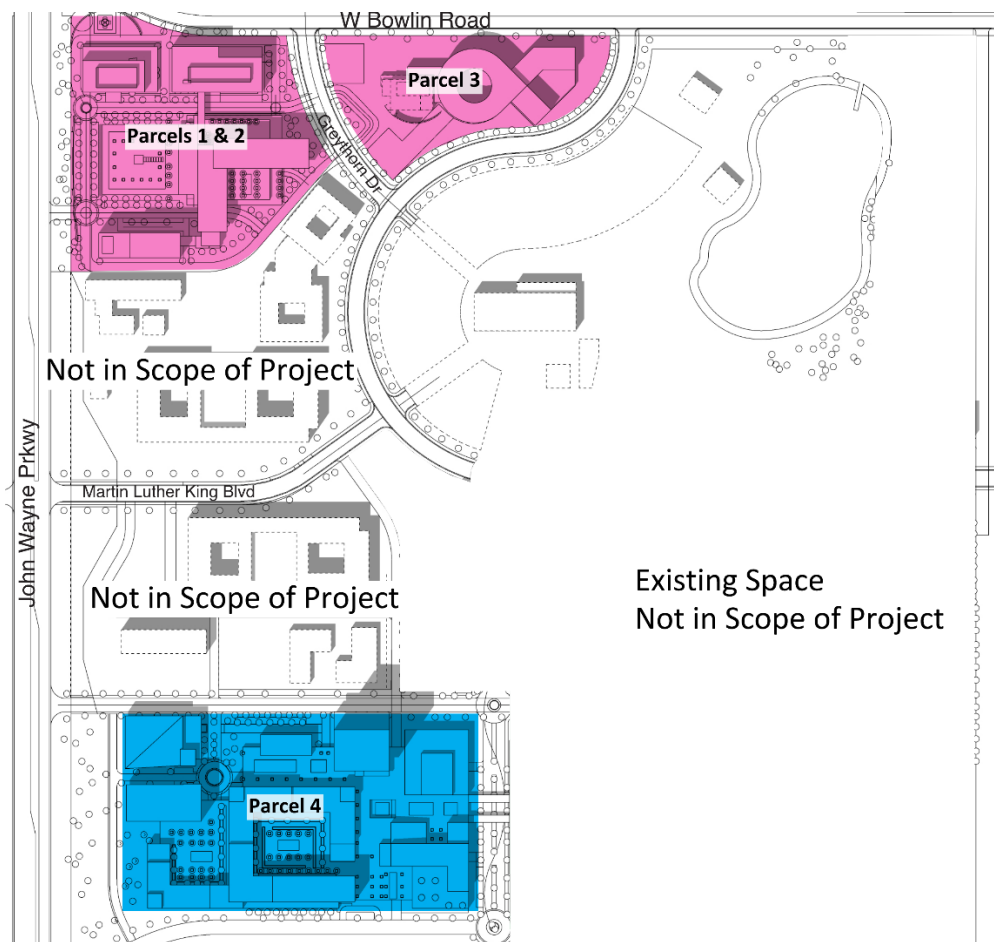 W Bowlin Road
Parcel 3
Parcels 1 & 2
Greythorn Dr
Not in Scope of Project
John Wayne Prkwy
Martin Luther King Blvd
Existing Space
Not in Scope of Project
Not in Scope of Project
Parcel 4